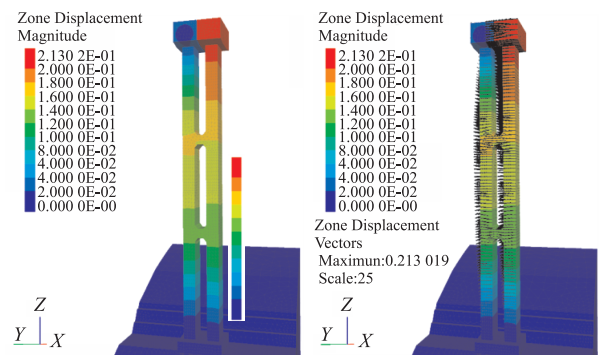 Zone Displacement
Magnitude
2.130 2E-01
2.000 0E-01
1.800 0E-01
1.600 0E-01
1.400 0E-01
1.200 0E-01
1.000 0E-01
8.000 0E-02
6.000 0E-02
4.000 0E-02
2.000 0E-02
0.000 0E-00
Z
Y X
Zone Displacement
Magnitude
2.130 2E-01
2.000 0E-01
1.800 0E-01
1.600 0E-01
1.400 0E-01
1.200 0E-01
1.000 0E-01
8.000 0E-02
6.000 0E-02
4.000 0E-02
2.000 0E-02
0.000 0E-00
Zone Displacement
Vectors
Maximun:0.213 019
Scale:25
Z
Y X